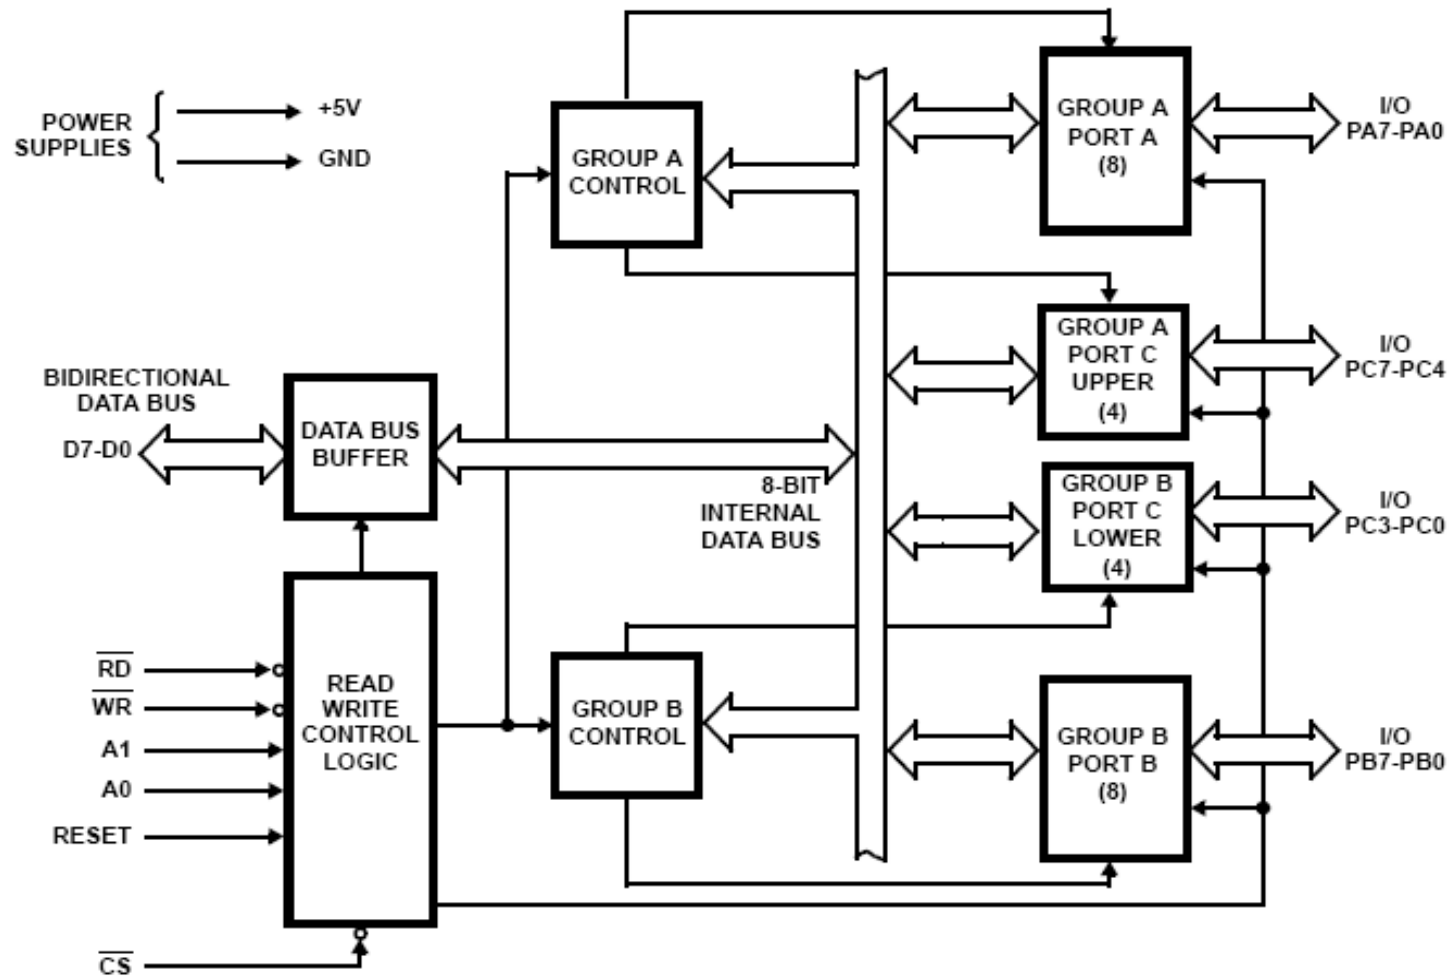 POWER
SUPPLIES
+5V
GND
BIDIRECTIONAL
DATA BUS
D7-D0
DATA BUS
BUFFER
RD
WR
A1
A0
RESET
CS
READ
WRITE
CONTROL
LOGIC
GROUP A
CONTROL
GROUP B
CONTROL
8-BIT
INTERNAL
DATA BUS
GROUP A
PORT A
(8)
GROUP A
PORT C
UPPER
(4)
GROUP B
PORT C
LOWER
(4)
GROUP B
PORT B
(8)
I/O
PA7-PA0
I/O
PC7-PC4
I/O
PC3-PC0
I/O
PB7-PB0